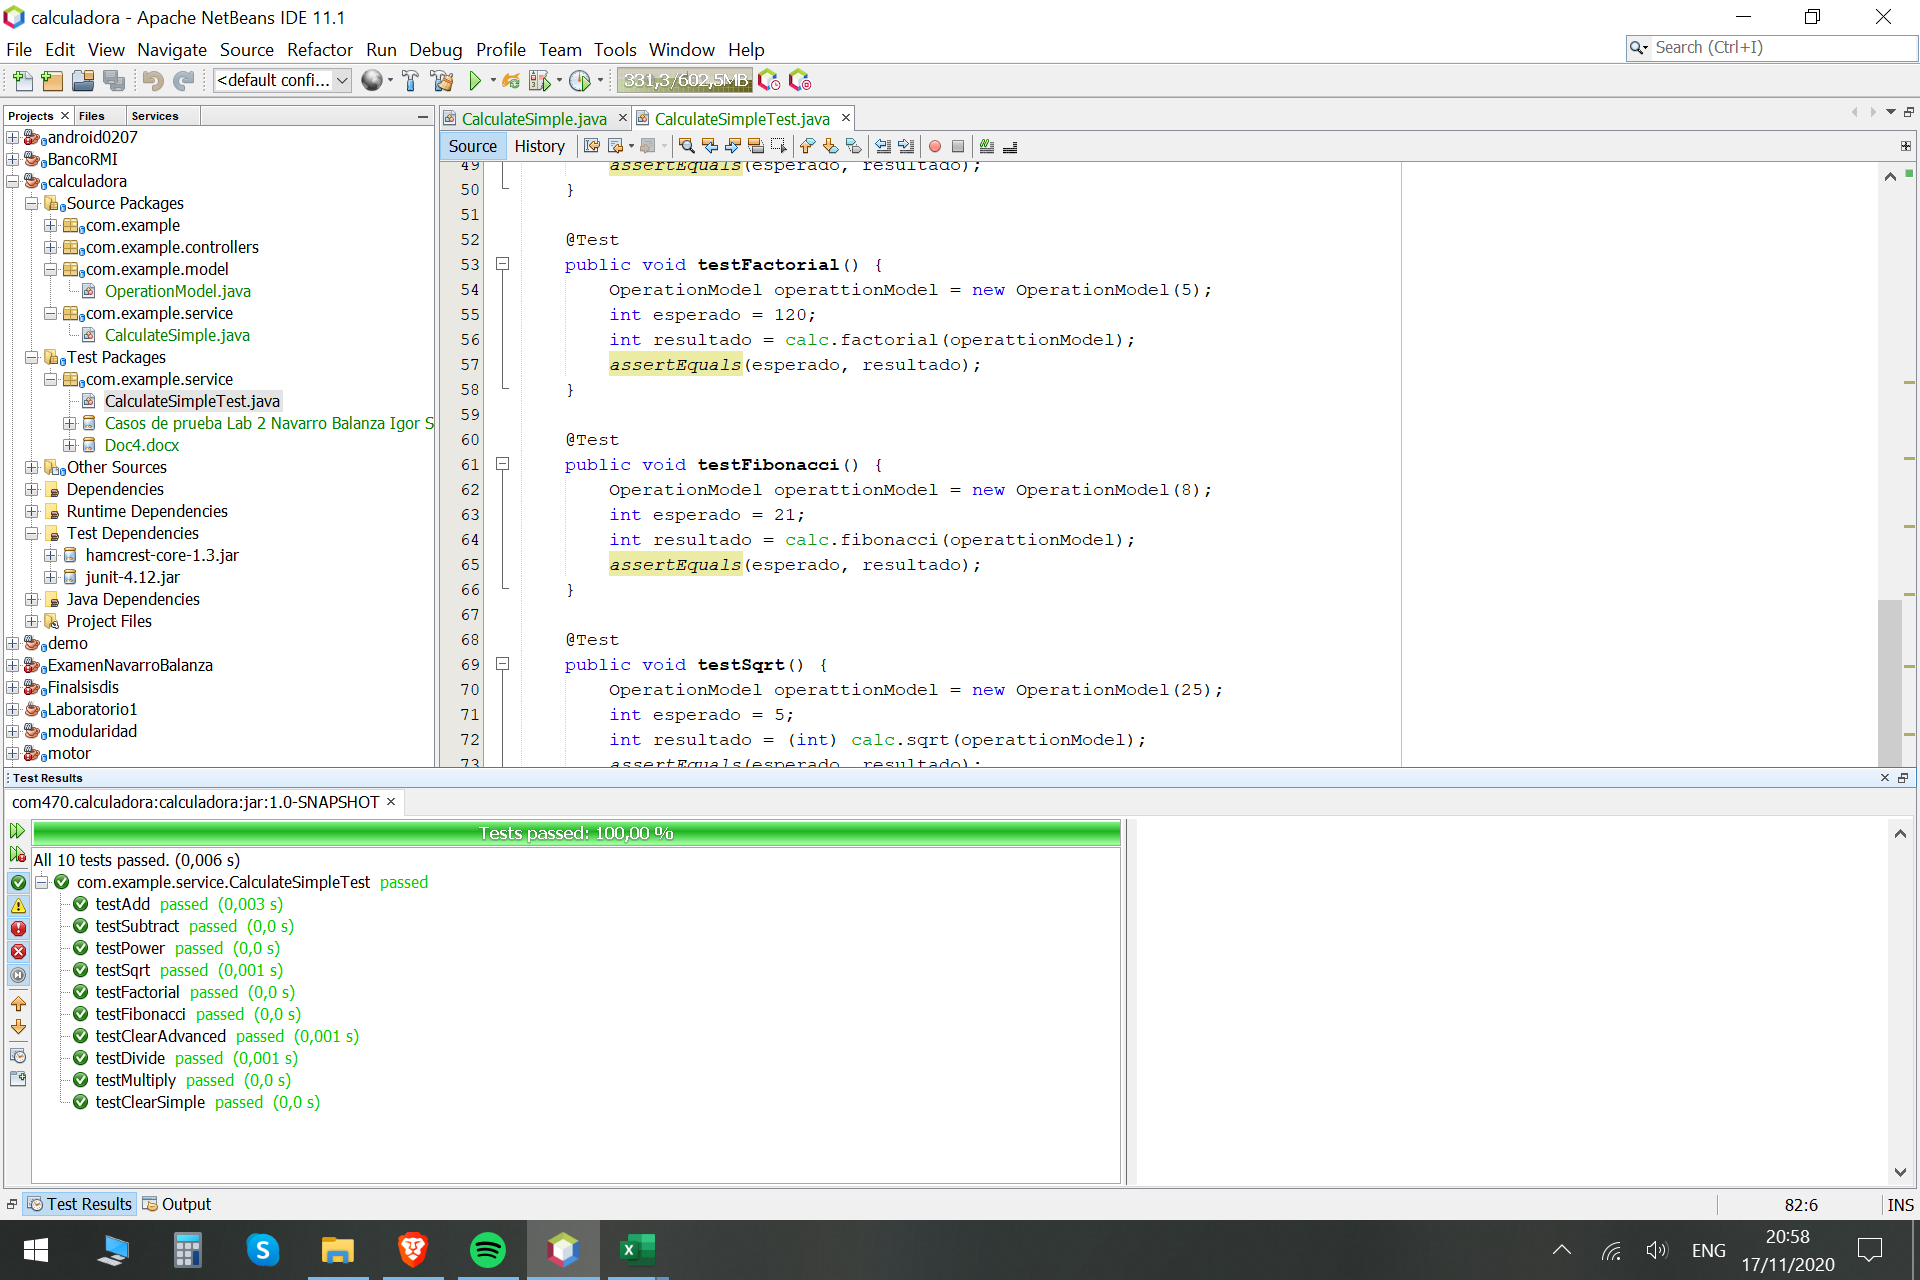 calculadora - Apache NetBeans IDE 11.1
File Edit View Navigate Source Refactor Run Debug Profile Team Tools Window Help
Search (Ctrl+I)
<default confi...
331,3/602,5MB
Projects Files Services
android0207
BancoRMI
calculadora
Source Packages
com.example
com.example.controllers
com.example.model
OperationModel.java
com.example.service
CalculateSimple.java
Test Packages
com.example.service
CalculateSimpleTest.java
Casos de prueba Lab 2 Navarro Balanza Igor S
Doc4.docx
Other Sources
Dependencies
Runtime Dependencies
Test Dependencies
hamcrest-core-1.3.jar
junit-4.12.jar
Java Dependencies
Project Files
demo
ExamenNavarroBalanza
Finalsisdis
Laboratorio1
modularidad
motor
CalculateSimple.java CalculateSimpleTest.java
Source History
49 assertEquals(esperado, resultado);
50 }
51
52 @Test
53 public void testFactorial() {
54 OperationModel operattionModel = new OperationModel(5);
55 int esperado = 120;
56 int resultado = calc.factorial(operattionModel);
57 assertEquals(esperado, resultado);
58 }
59
60 @Test
61 public void testFibonacci() {
62 OperationModel operattionModel = new OperationModel(8);
63 int esperado = 21;
64 int resultado = calc.fibonacci(operattionModel);
65 assertEquals(esperado, resultado);
66 }
67
68 @Test
69 public void testSqrt() {
70 OperationModel operattionModel = new OperationModel(25);
71 int esperado = 5;
72 int resultado = (int) calc.sqrt(operattionModel);
73 assertEquals(esperado, resultado);
Test Results
com470.calculadora:calculadora:jar:1.0-SNAPSHOT
Tests passed: 100,00 %
All 10 tests passed. (0,006 s)
com.example.service.CalculateSimpleTest passed
testAdd passed (0,003 s)
testSubtract passed (0,0 s)
testPower passed (0,0 s)
testSqrt passed (0,001 s)
testFactorial passed (0,0 s)
testFibonacci passed (0,0 s)
testClearAdvanced passed (0,001 s)
testDivide passed (0,001 s)
testMultiply passed (0,0 s)
testClearSimple passed (0,0 s)
Test Results Output
82:6 INS
ENG
20:58
17/11/2020